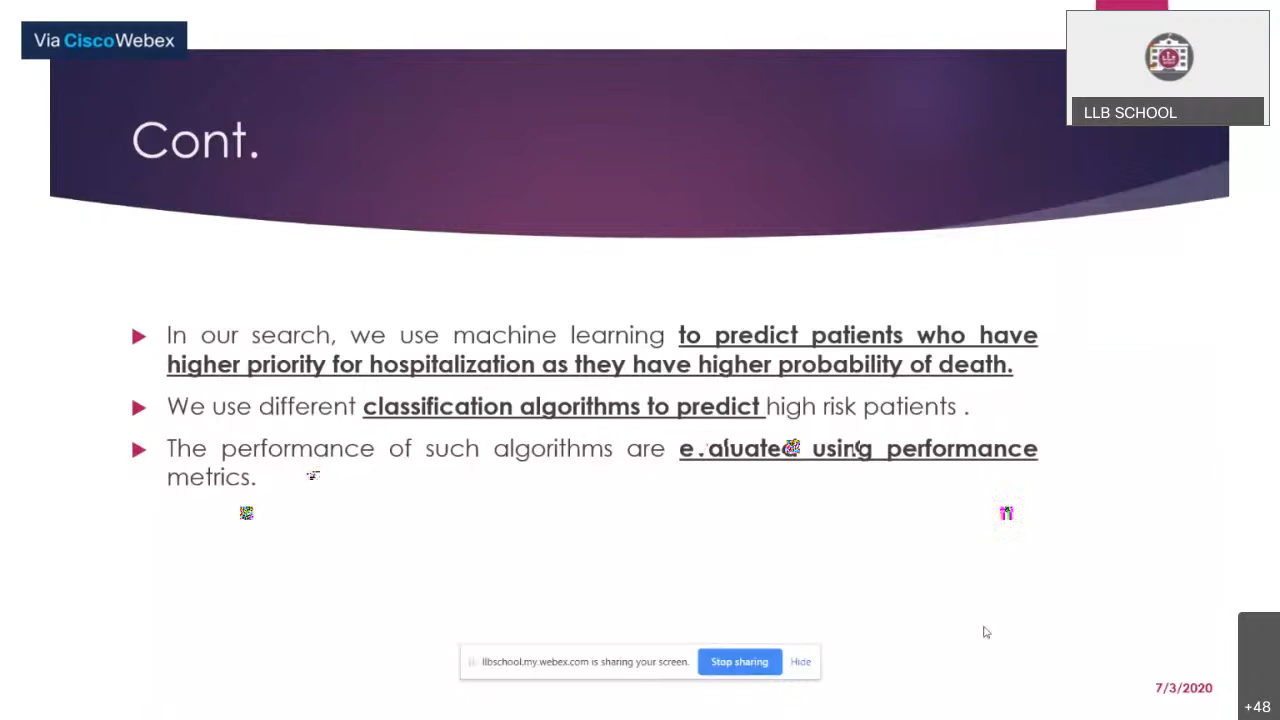 Via Cisco Webex
LLB SCHOOL
Cont.
In our search, we use machine learning to predict patients who have
higher priority for hospitalization as they have higher probability of death.
We use different classification algorithms to predict high risk patients .
The performance of such algorithms are evaluated using performance
metrics.
llbschool.my.webex.com is sharing your screen. Stop sharing Hide
7/3/2020
+48